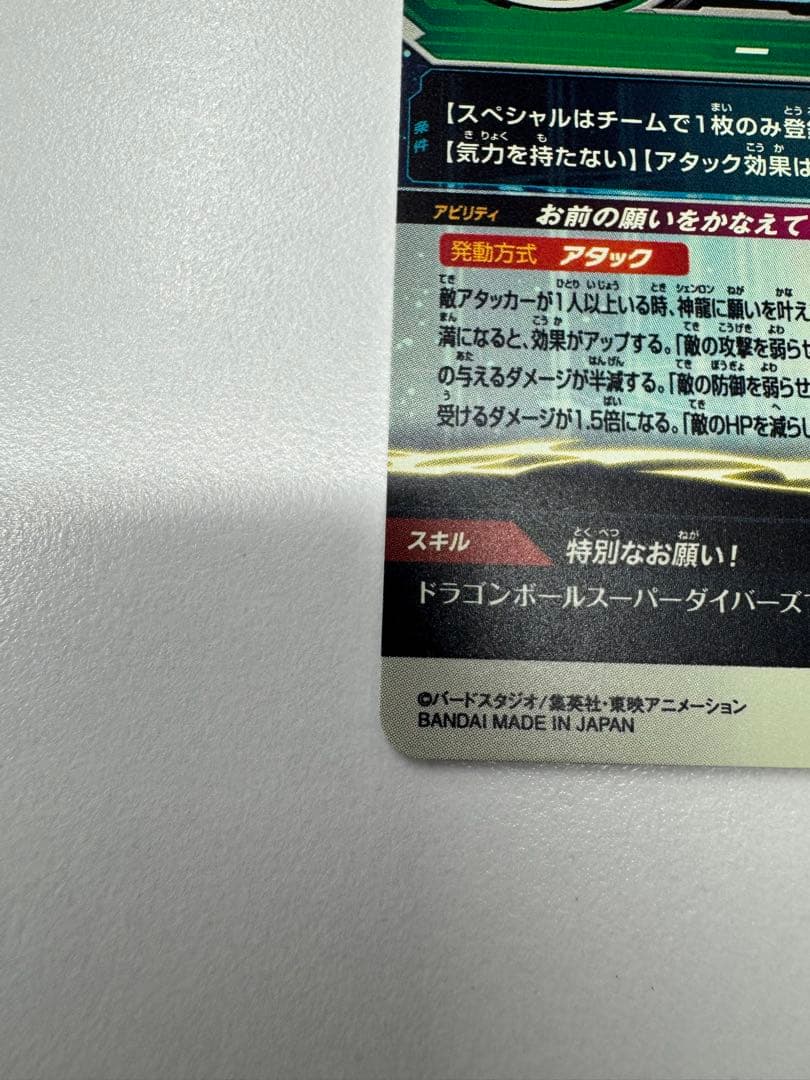 条件
【スペシャルはチームで1枚のみ登録
【気力を持たない】【アタック効果は
アビリティ お前の願いをかなえて
発動方式 アタック
敵アタッカーが1人以上いる時、神龍に願いを叶え
満になると、効果がアップする。「敵の攻撃を弱らせ
の与えるダメージが半減する。「敵の防御を弱らせ
受けるダメージが1.5倍になる。「敵のHPを減らし
スキル 特別なお願い！
ドラゴンボールスーパーダイバーズ
©バードスタジオ/集英社・東映アニメーション
BANDAI MADE IN JAPAN